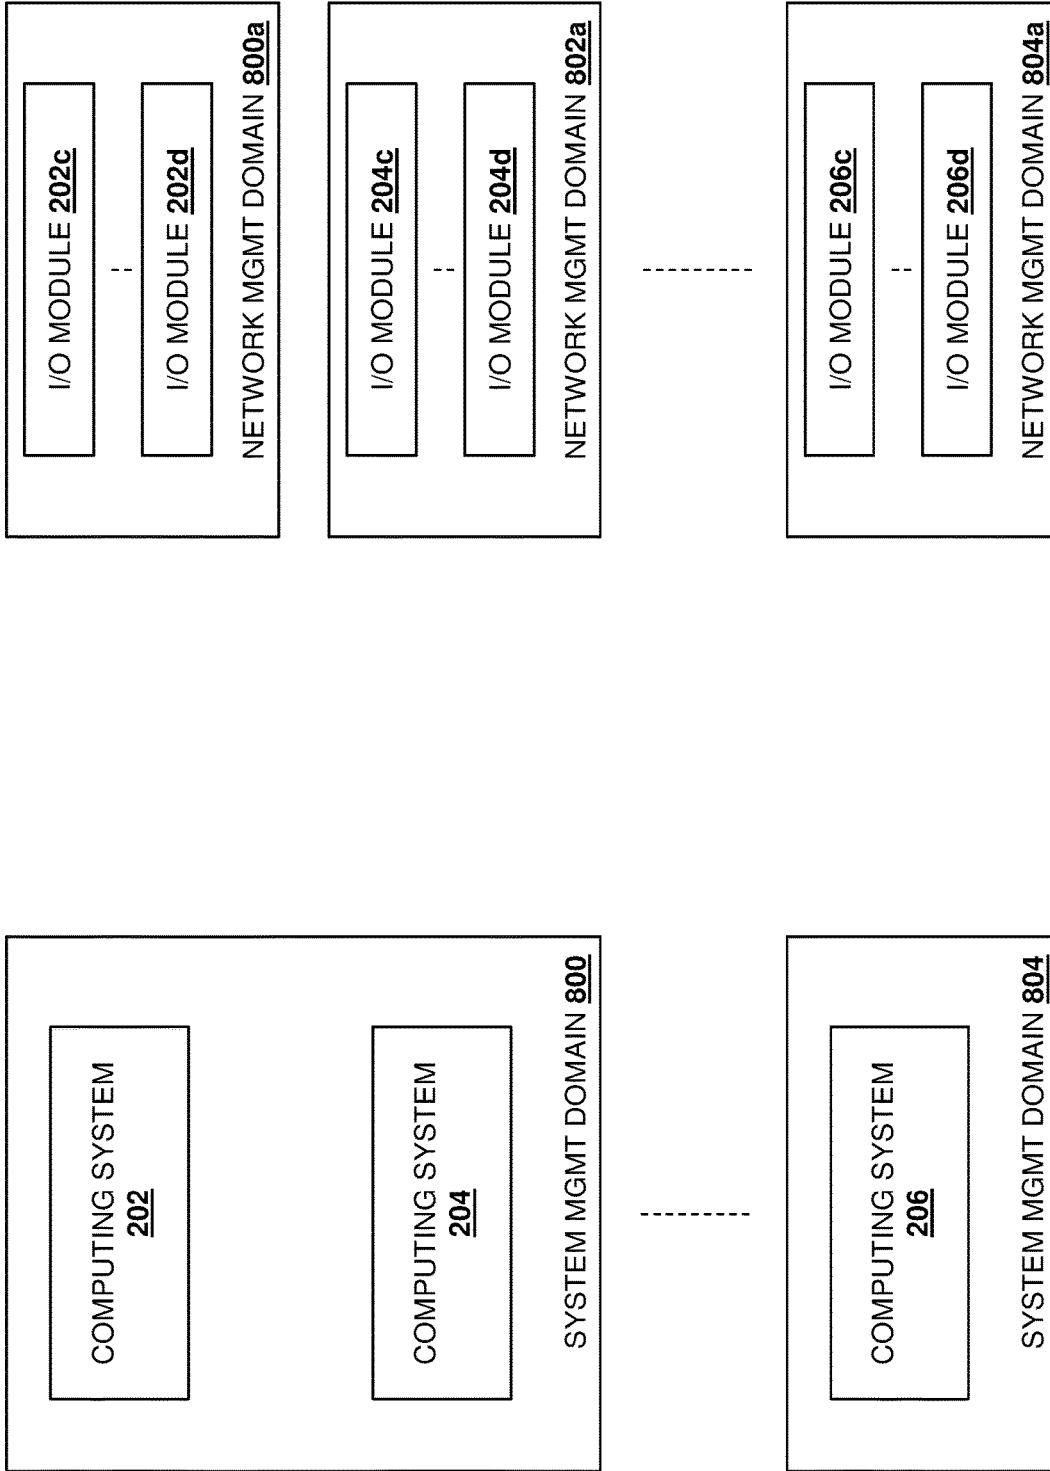 COMPUTING SYSTEM
202
COMPUTING SYSTEM
204
SYSTEM MGMT DOMAIN 800
COMPUTING SYSTEM
206
SYSTEM MGMT DOMAIN 804
I/O MODULE 202c
I/O MODULE 202d
NETWORK MGMT DOMAIN 800a
I/O MODULE 204c
I/O MODULE 204d
NETWORK MGMT DOMAIN 802a
I/O MODULE 206c
I/O MODULE 206d
NETWORK MGMT DOMAIN 804a